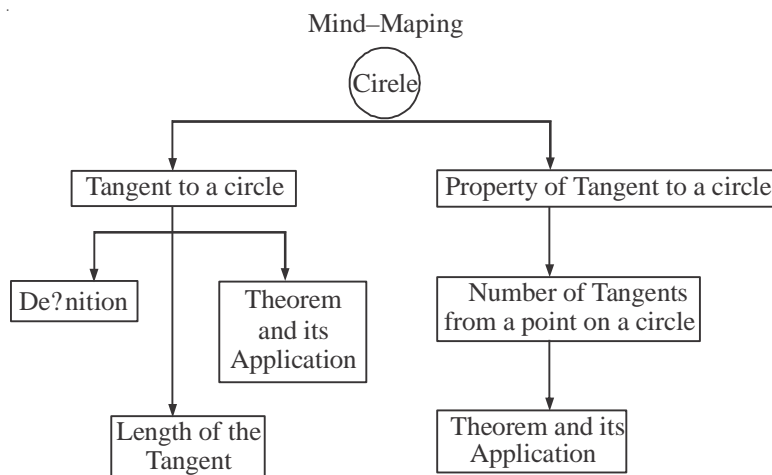 Mind–Maping
Cirele
Tangent to a circle
Property of Tangent to a circle
De?nition
Theorem
and its
Application
Length of the
Tangent
Number of Tangents
from a point on a circle
Theorem and its
Application